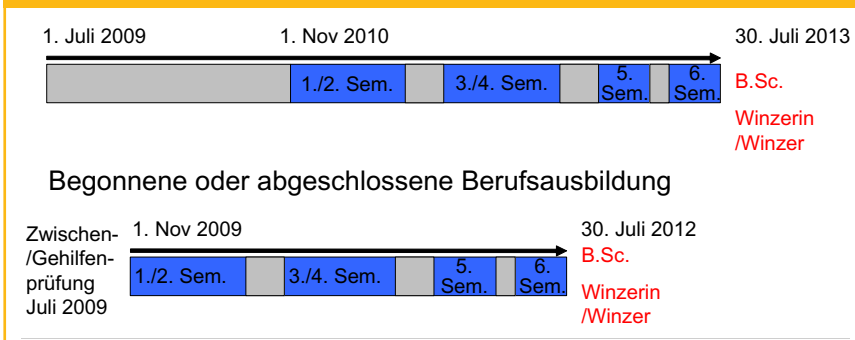 1. Juli 2009 1. Nov 2010 30. Juli 2013
1./2. Sem. 3./4. Sem. 5. Sem. 6. Sem.
B.Sc.
Winzerin
/Winzer
Begonnene oder abgeschlossene Berufsausbildung
Zwischen-
/Gehilfen-
prüfung
Juli 2009
1. Nov 2009 30. Juli 2012
1./2. Sem. 3./4. Sem. 5. Sem. 6. Sem.
B.Sc.
Winzerin
/Winzer